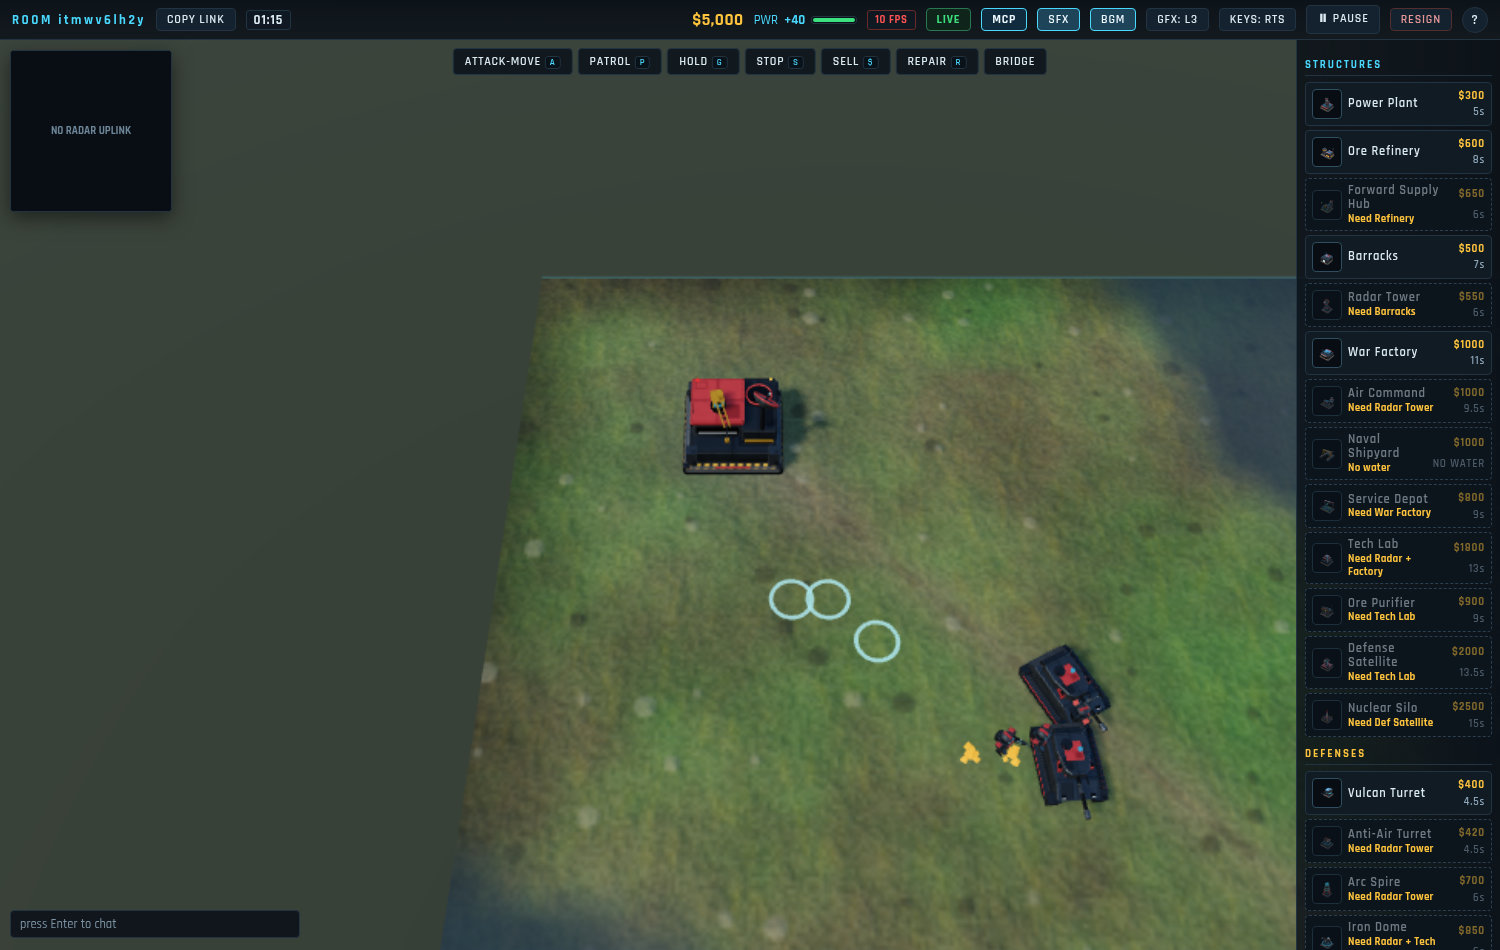 ROOM itmwv6lh2y
COPY LINK
01:15
$5,000
PWR +40
10 FPS
LIVE
MCP
SFX
BGM
GFX: L3
KEYS: RTS
PAUSE
RESIGN
?
NO RADAR UPLINK
ATTACK-MOVE A
PATROL P
HOLD G
STOP S
SELL $
REPAIR R
BRIDGE
STRUCTURES
Power Plant
$300
5s
Ore Refinery
$600
8s
Forward Supply
Hub
Need Refinery
$650
6s
Barracks
$500
7s
Radar Tower
Need Barracks
$550
6s
War Factory
$1000
11s
Air Command
Need Radar Tower
$1000
9.5s
Naval
Shipyard
No water
$1000
NO WATER
Service Depot
Need War Factory
$800
9s
Tech Lab
Need Radar +
Factory
$1800
13s
Ore Purifier
Need Tech Lab
$900
9s
Defense
Satellite
Need Tech Lab
$2000
13.5s
Nuclear Silo
Need Def Satellite
$2500
15s
DEFENSES
Vulcan Turret
$400
4.5s
Anti-Air Turret
Need Radar Tower
$420
4.5s
Arc Spire
Need Radar Tower
$700
6s
Iron Dome
Need Radar + Tech
$850
press Enter to chat